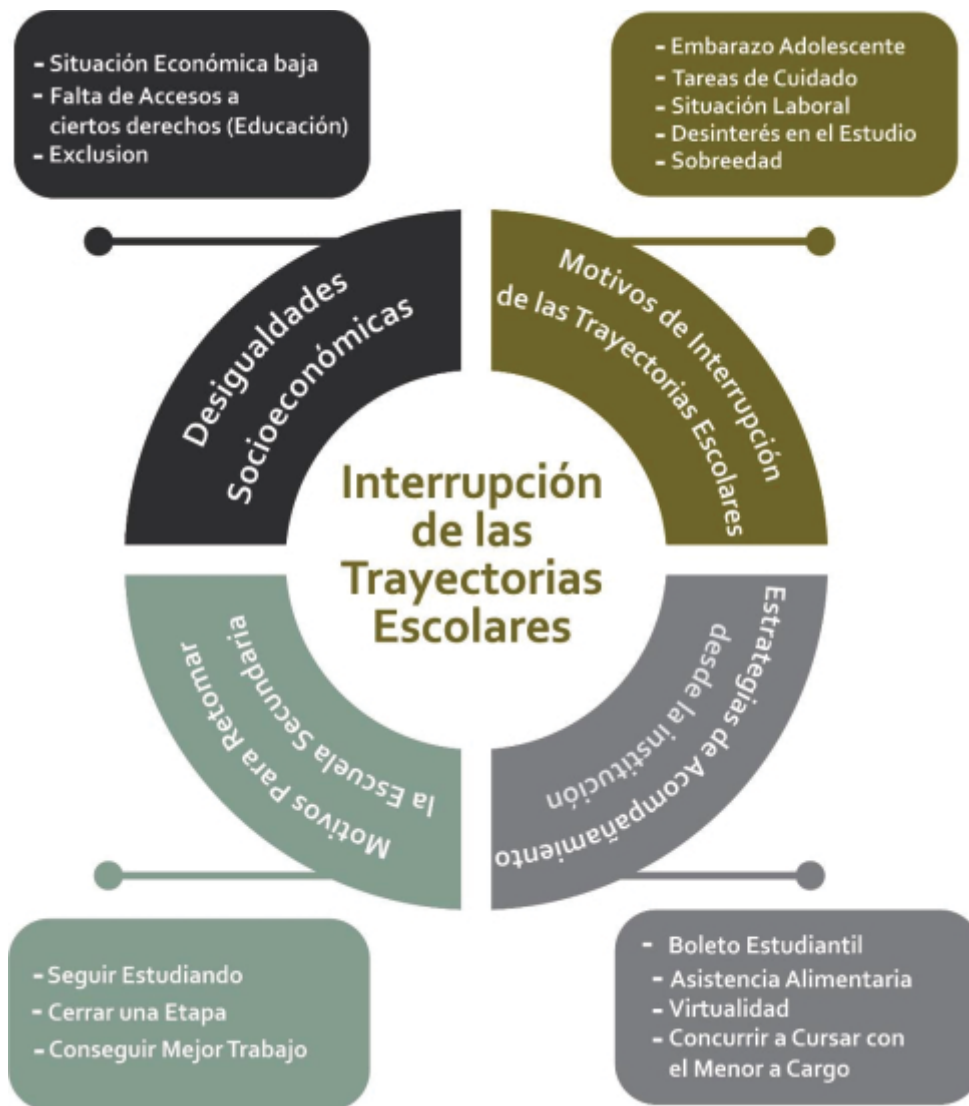 - Situación Económica baja
- Falta de Accesos a
ciertos derechos (Educación)
- Exclusion
- Embarazo Adolescente
- Tareas de Cuidado
- Situación Laboral
- Desinterés en el Estudio
- Sobreedad
Desigualdades
Socioeconómicas
Motivos de Interrupción
de las Trayectorias Escolares
Interrupción
de las
Trayectorias
Escolares
Motivos Para Retomar
la Escuela Secundaria
Estrategias de Acompañamiento
desde la institución
- Seguir Estudiando
- Cerrar una Etapa
- Conseguir Mejor Trabajo
- Boleto Estudiantil
- Asistencia Alimentaria
- Virtualidad
- Concurrir a Cursar con
el Menor a Cargo